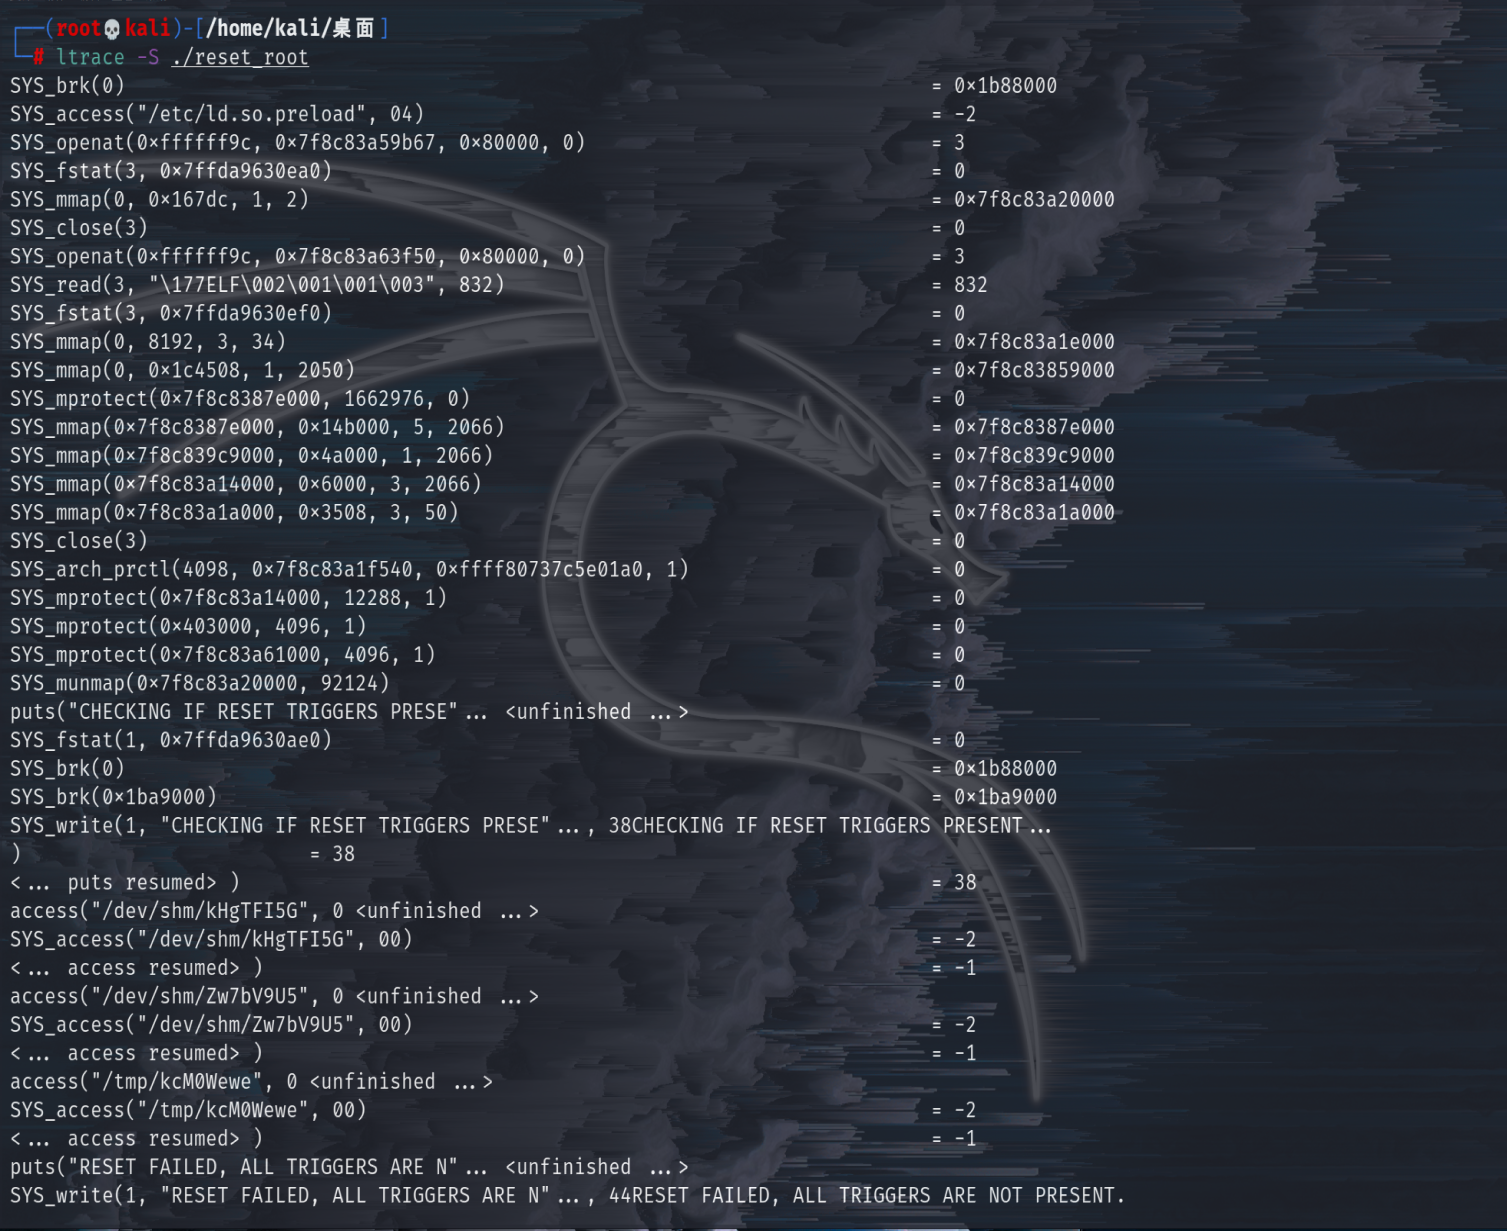 ┌──(root💀kali)-[/home/kali/桌面]
└─# ltrace -S ./reset_root
SYS_brk(0) = 0×1b88000
SYS_access("/etc/ld.so.preload", 04) = -2
SYS_openat(0×ffffff9c, 0×7f8c83a59b67, 0×80000, 0) = 3
SYS_fstat(3, 0×7ffda9630ea0) = 0
SYS_mmap(0, 0×167dc, 1, 2) = 0×7f8c83a20000
SYS_close(3) = 0
SYS_openat(0×ffffff9c, 0×7f8c83a63f50, 0×80000, 0) = 3
SYS_read(3, "\177ELF\002\001\001\003", 832) = 832
SYS_fstat(3, 0×7ffda9630ef0) = 0
SYS_mmap(0, 8192, 3, 34) = 0×7f8c83a1e000
SYS_mmap(0, 0×1c4508, 1, 2050) = 0×7f8c83859000
SYS_mprotect(0×7f8c8387e000, 1662976, 0) = 0
SYS_mmap(0×7f8c8387e000, 0×14b000, 5, 2066) = 0×7f8c8387e000
SYS_mmap(0×7f8c839c9000, 0×4a000, 1, 2066) = 0×7f8c839c9000
SYS_mmap(0×7f8c83a14000, 0×6000, 3, 2066) = 0×7f8c83a14000
SYS_mmap(0×7f8c83a1a000, 0×3508, 3, 50) = 0×7f8c83a1a000
SYS_close(3) = 0
SYS_arch_prctl(4098, 0×7f8c83a1f540, 0×ffff80737c5e01a0, 1) = 0
SYS_mprotect(0×7f8c83a14000, 12288, 1) = 0
SYS_mprotect(0×403000, 4096, 1) = 0
SYS_mprotect(0×7f8c83a61000, 4096, 1) = 0
SYS_munmap(0×7f8c83a20000, 92124) = 0
puts("CHECKING IF RESET TRIGGERS PRESE"... <unfinished ...>
SYS_fstat(1, 0×7ffda9630ae0) = 0
SYS_brk(0) = 0×1b88000
SYS_brk(0×1ba9000) = 0×1ba9000
SYS_write(1, "CHECKING IF RESET TRIGGERS PRESE"..., 38CHECKING IF RESET TRIGGERS PRESENT...
) = 38
<... puts resumed> ) = 38
access("/dev/shm/kHgTFI5G", 0 <unfinished ...>
SYS_access("/dev/shm/kHgTFI5G", 00) = -2
<... access resumed> ) = -1
access("/dev/shm/Zw7bV9U5", 0 <unfinished ...>
SYS_access("/dev/shm/Zw7bV9U5", 00) = -2
<... access resumed> ) = -1
access("/tmp/kcM0Wewe", 0 <unfinished ...>
SYS_access("/tmp/kcM0Wewe", 00) = -2
<... access resumed> ) = -1
puts("RESET FAILED, ALL TRIGGERS ARE N"... <unfinished ...>
SYS_write(1, "RESET FAILED, ALL TRIGGERS ARE N"..., 44RESET FAILED, ALL TRIGGERS ARE NOT PRESENT.